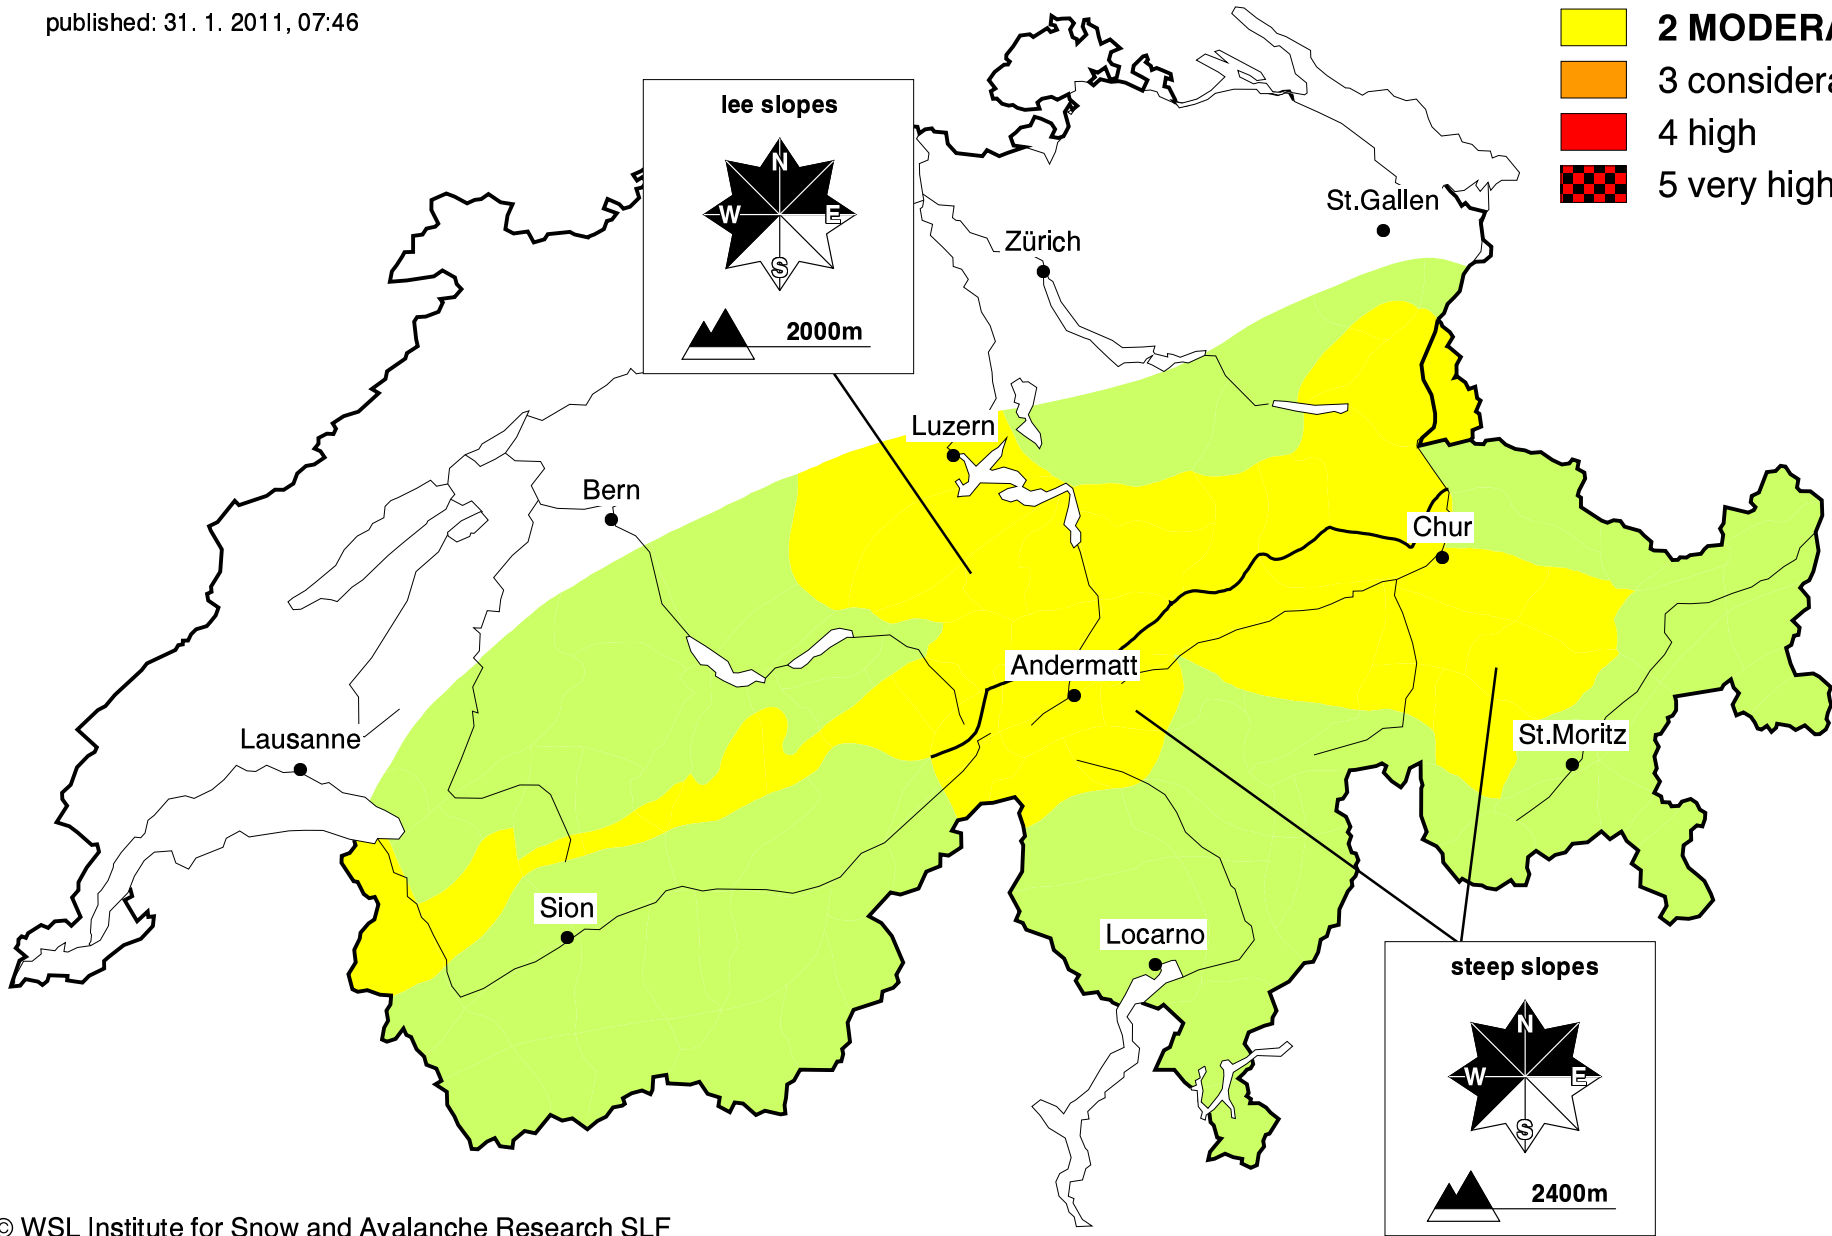 published: 31. 1. 2011, 07:46
2 MODERA
3 considera
4 high
5 very high
lee slopes
N
W E
S
2000m
St.Gallen
Zürich
Luzern
Bern
Chur
Andermatt
St.Moritz
Lausanne
Sion
Locarno
steep slopes
N
W E
S
2400m
© WSL Institute for Snow and Avalanche Research SLF